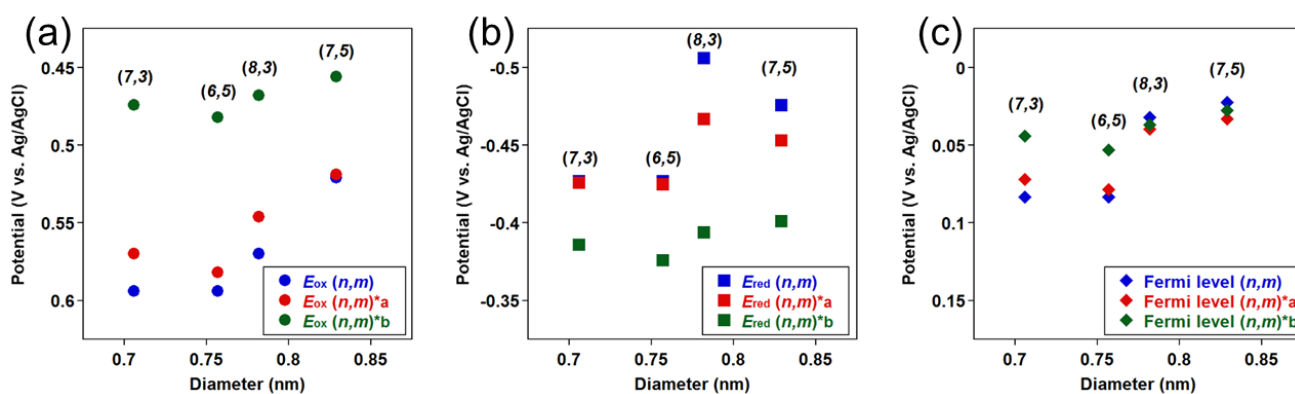 (a)
0.45
0.5
0.55
0.6
Potential (V vs. Ag/AgCl)
(7,3)
(6,5)
(8,3)
(7,5)
Eox (n,m)
Eox (n,m)*a
Eox (n,m)*b
0.7
0.75
0.8
0.85
Diameter (nm)
(b)
-0.5
-0.45
-0.4
-0.35
Potential (V vs. Ag/AgCl)
(7,3)
(6,5)
(8,3)
(7,5)
Ered (n,m)
Ered (n,m)*a
Ered (n,m)*b
0.7
0.75
0.8
0.85
Diameter (nm)
(c)
0
0.05
0.1
0.15
Potential (V vs. Ag/AgCl)
(7,3)
(6,5)
(8,3)
(7,5)
Fermi level (n,m)
Fermi level (n,m)*a
Fermi level (n,m)*b
0.7
0.75
0.8
0.85
Diameter (nm)